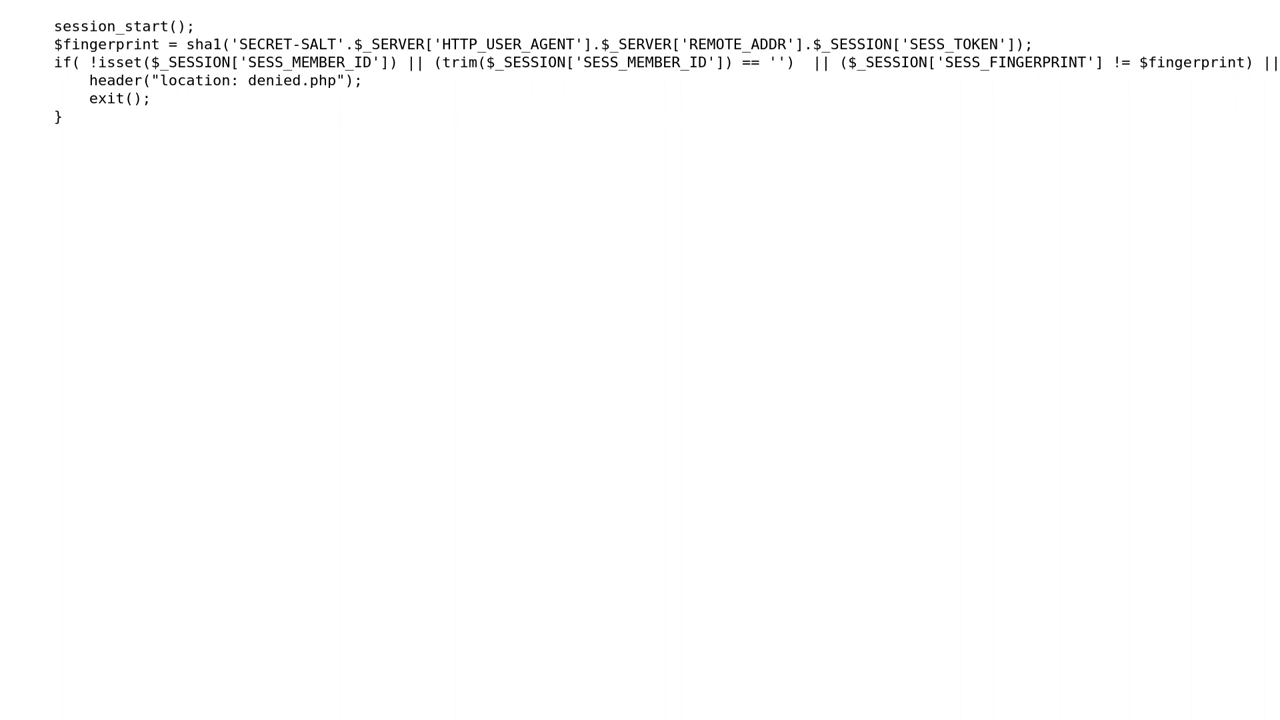 session_start();
$fingerprint = sha1('SECRET-SALT'.$_SERVER['HTTP_USER_AGENT'].$_SERVER['REMOTE_ADDR'].$_SESSION['SESS_TOKEN']);
if( !isset($_SESSION['SESS_MEMBER_ID']) || (trim($_SESSION['SESS_MEMBER_ID']) == '')  || ($_SESSION['SESS_FINGERPRINT'] != $fingerprint) ||
    header("location: denied.php");
    exit();
}